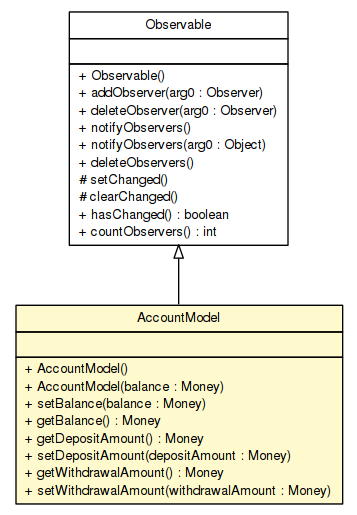 Observable
+ Observable()
+ addObserver(arg0 : Observer)
+ deleteObserver(arg0 : Observer)
+ notifyObservers()
+ notifyObservers(arg0 : Object)
+ deleteObservers()
# setChanged()
# clearChanged()
+ hasChanged() : boolean
+ countObservers() : int
AccountModel
+ AccountModel()
+ AccountModel(balance : Money)
+ setBalance(balance : Money)
+ getBalance() : Money
+ getDepositAmount() : Money
+ setDepositAmount(depositAmount : Money)
+ getWithdrawalAmount() : Money
+ setWithdrawalAmount(withdrawalAmount : Money)